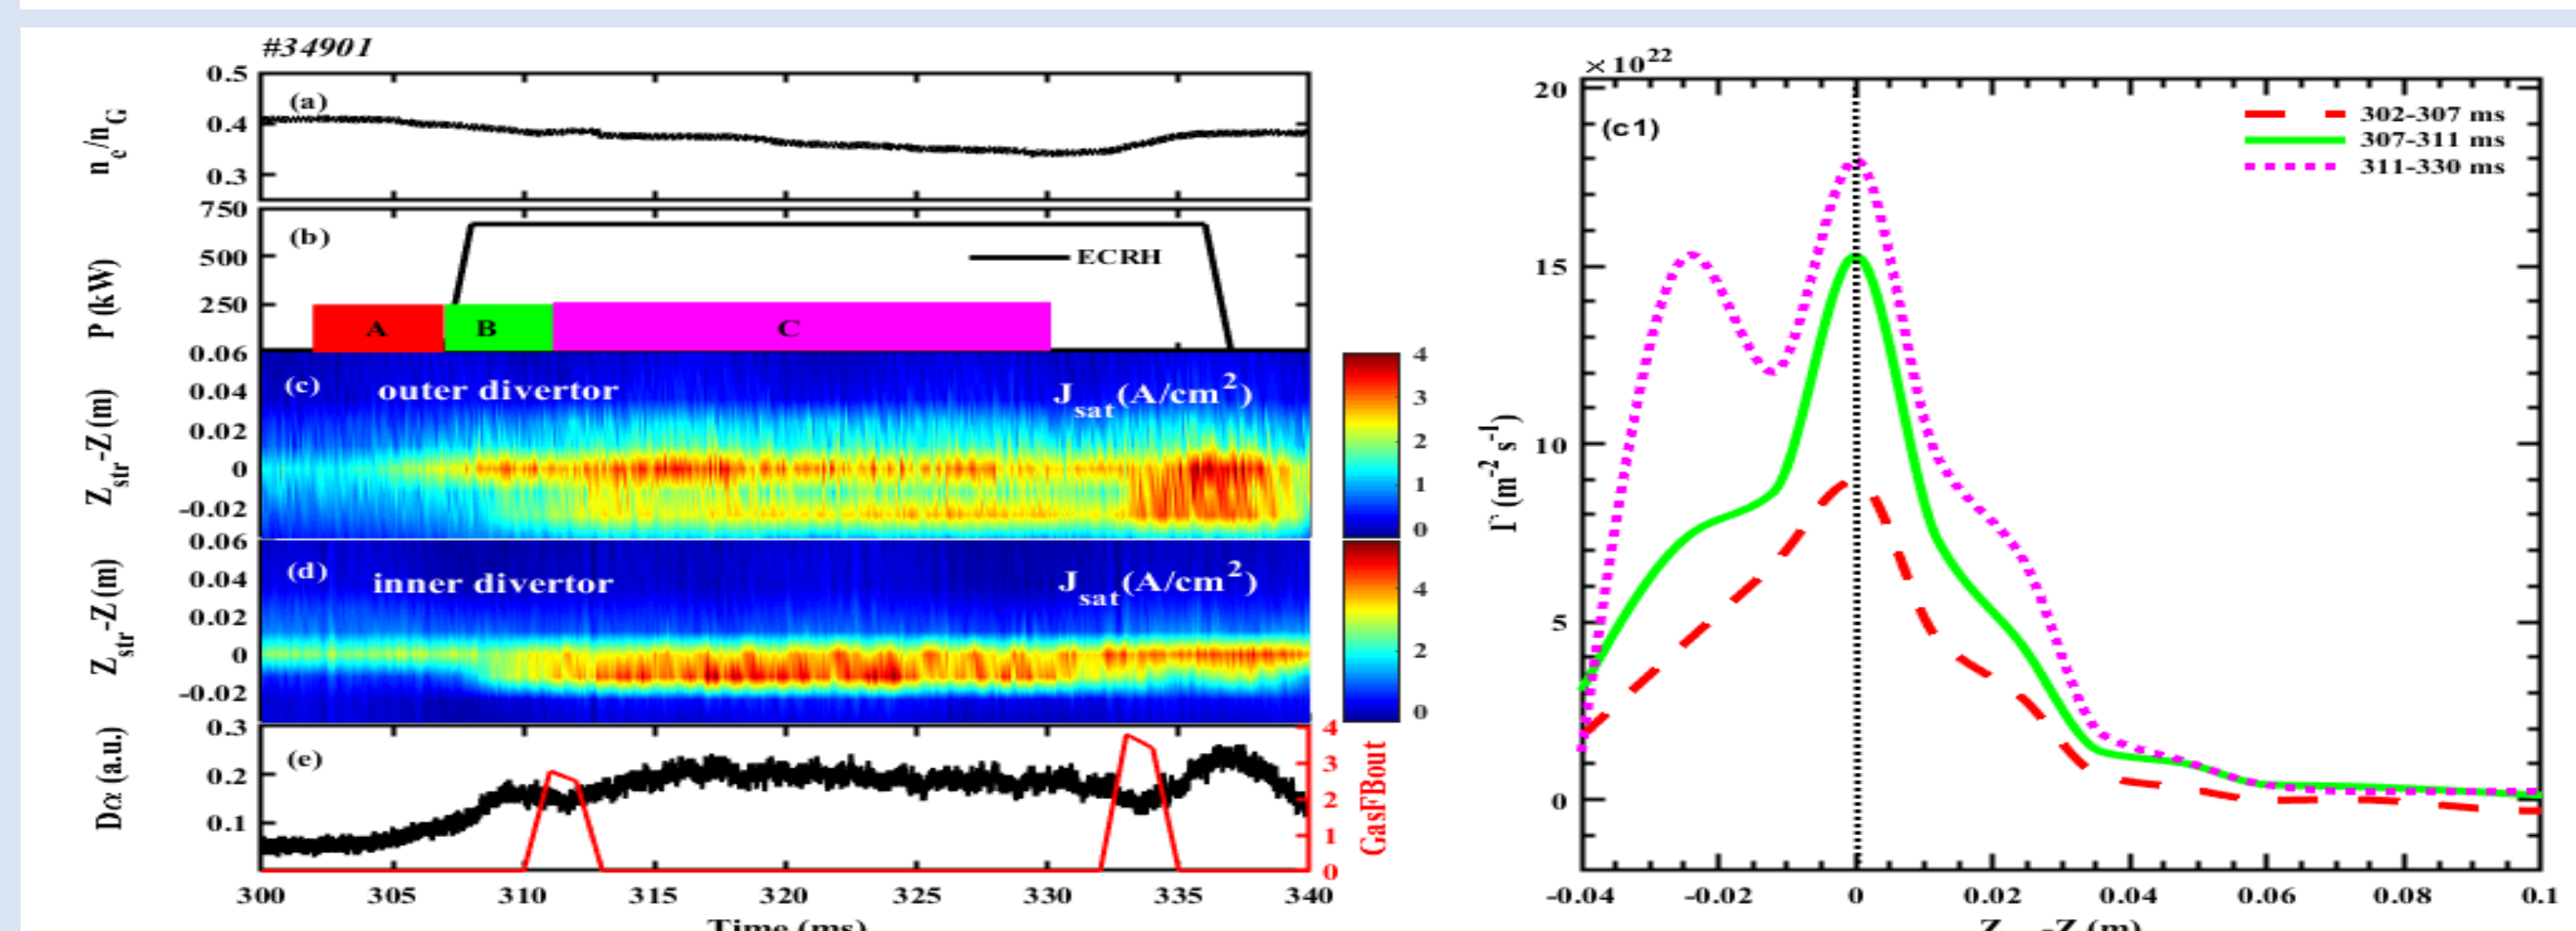 #34901
0.5
0.4
0.3
n_e/n_G
(a)
750
500
250
P (kW)
(b)
ECRH
A
B
C
0.06
0.04
0.02
0
-0.02
Z_str-Z (m)
(c)
outer divertor
J_sat(A/cm^2)
4
3
2
1
0
0.06
0.04
0.02
0
-0.02
Z_str-Z (m)
(d)
inner divertor
J_sat(A/cm^2)
4
2
0
0.3
0.2
0.1
Dα (a.u.)
(e)
4
3
2
1
0
GasFBout
300 305 310 315 320 325 330 335 340
Time (ms)
×10^22
20
15
10
5
0
Γ (m^-2 s^-1)
(c1)
302-307 ms
307-311 ms
311-330 ms
-0.04 -0.02 0 0.02 0.04 0.06 0.08 0.1
-Z (m)